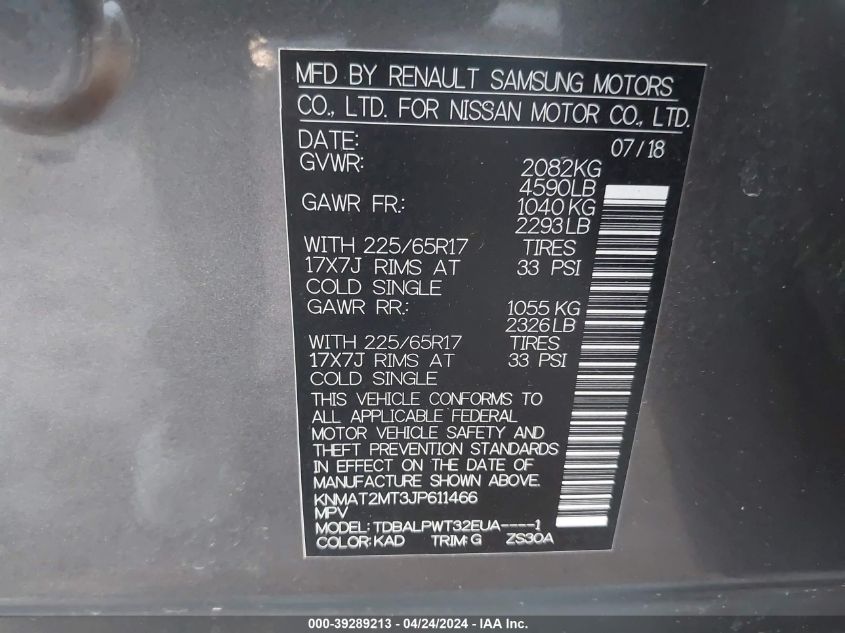 MFD BY RENAULT SAMSUNG MOTORS
CO., LTD. FOR NISSAN MOTOR CO., LTD.
DATE: 07/18
GVWR: 2082KG
4590LB
GAWR FR.: 1040KG
2293LB
WITH 225/65R17 TIRES
17X7J RIMS AT 33 PSI
COLD SINGLE
GAWR RR.: 1055KG
2326LB
WITH 225/65R17 TIRES
17X7J RIMS AT 33 PSI
COLD SINGLE
THIS VEHICLE CONFORMS TO
ALL APPLICABLE FEDERAL
MOTOR VEHICLE SAFETY AND
THEFT PREVENTION STANDARDS
IN EFFECT ON THE DATE OF
MANUFACTURE SHOWN ABOVE.
KNMAT2MT3JP611466
MPV
MODEL: TDBALPWT32EUA----1
COLOR: KAD TRIM: G ZS30A
000-39289213 - 04/24/2024 - IAA Inc.